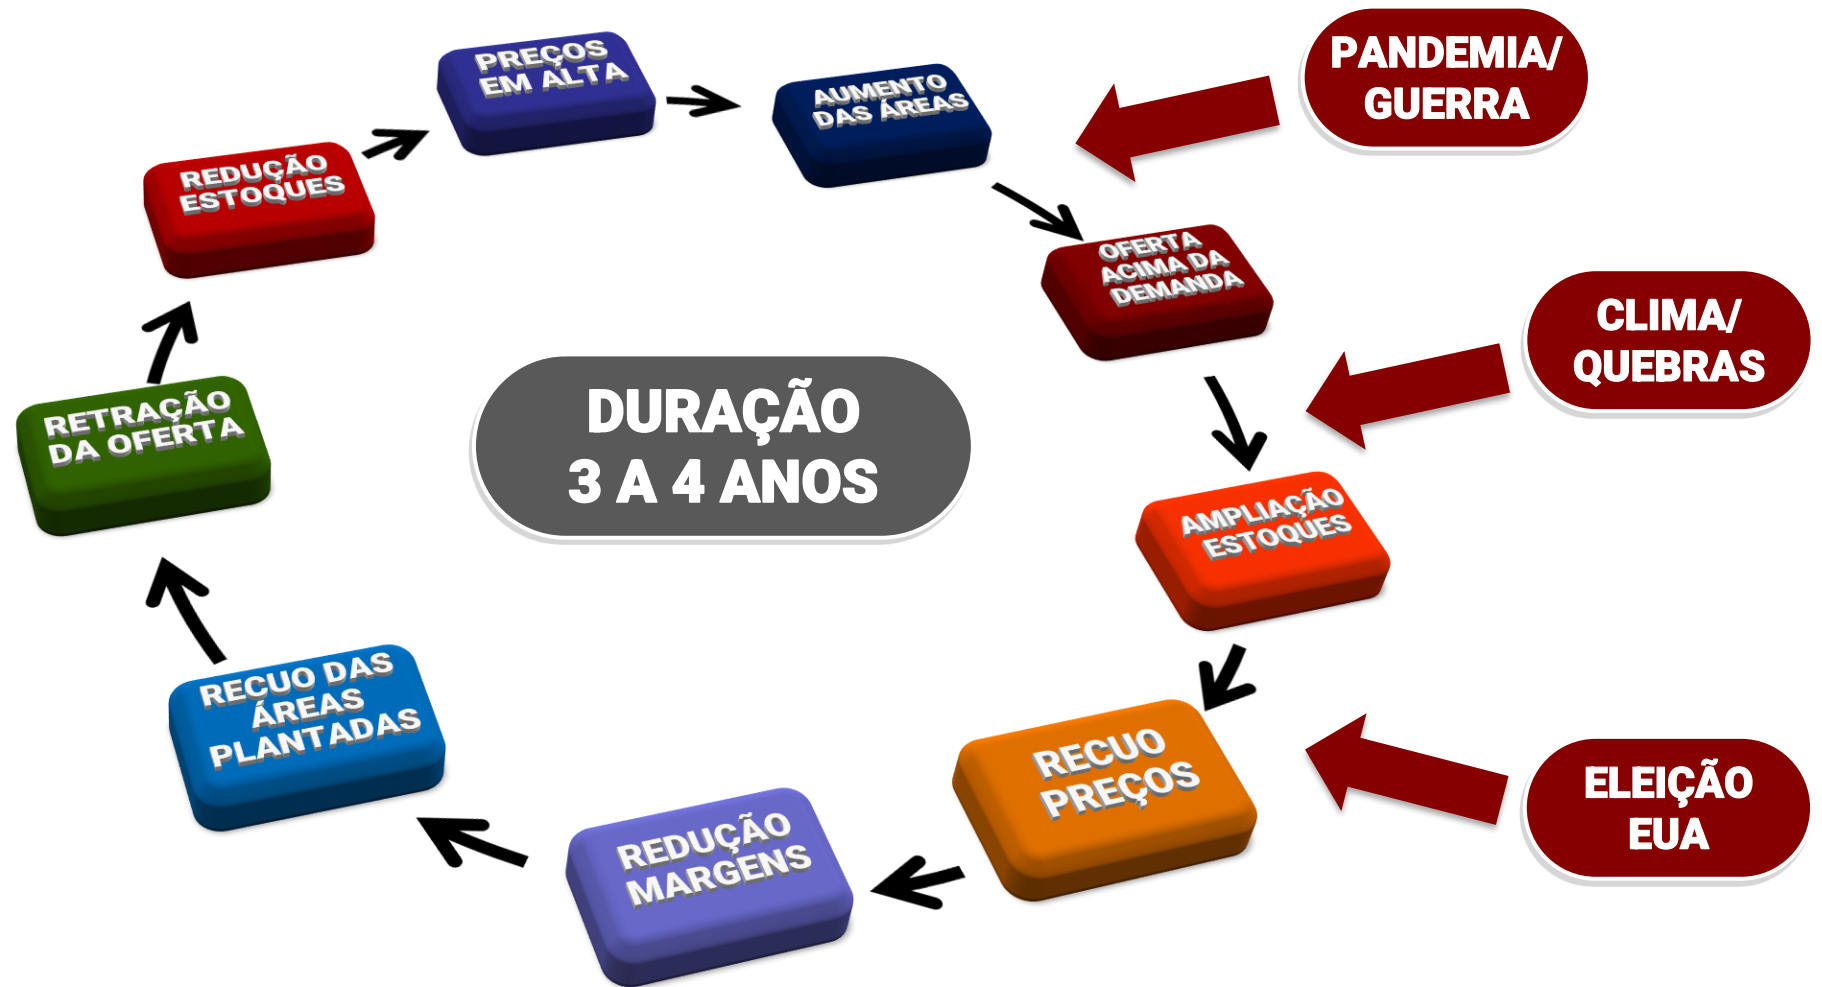 PREÇOS
EM ALTA
AUMENTO
DAS ÁREAS
PANDEMIA/
GUERRA
REDUÇÃO
ESTOQUES
OFERTA
ACIMA DA
DEMANDA
CLIMA/
QUEBRAS
RETRAÇÃO
DA OFERTA
DURAÇÃO
3 A 4 ANOS
AMPLIAÇÃO
ESTOQUES
RECUO DAS
ÁREAS
PLANTADAS
RECUO
PREÇOS
ELEIÇÃO
EUA
REDUÇÃO
MARGENS